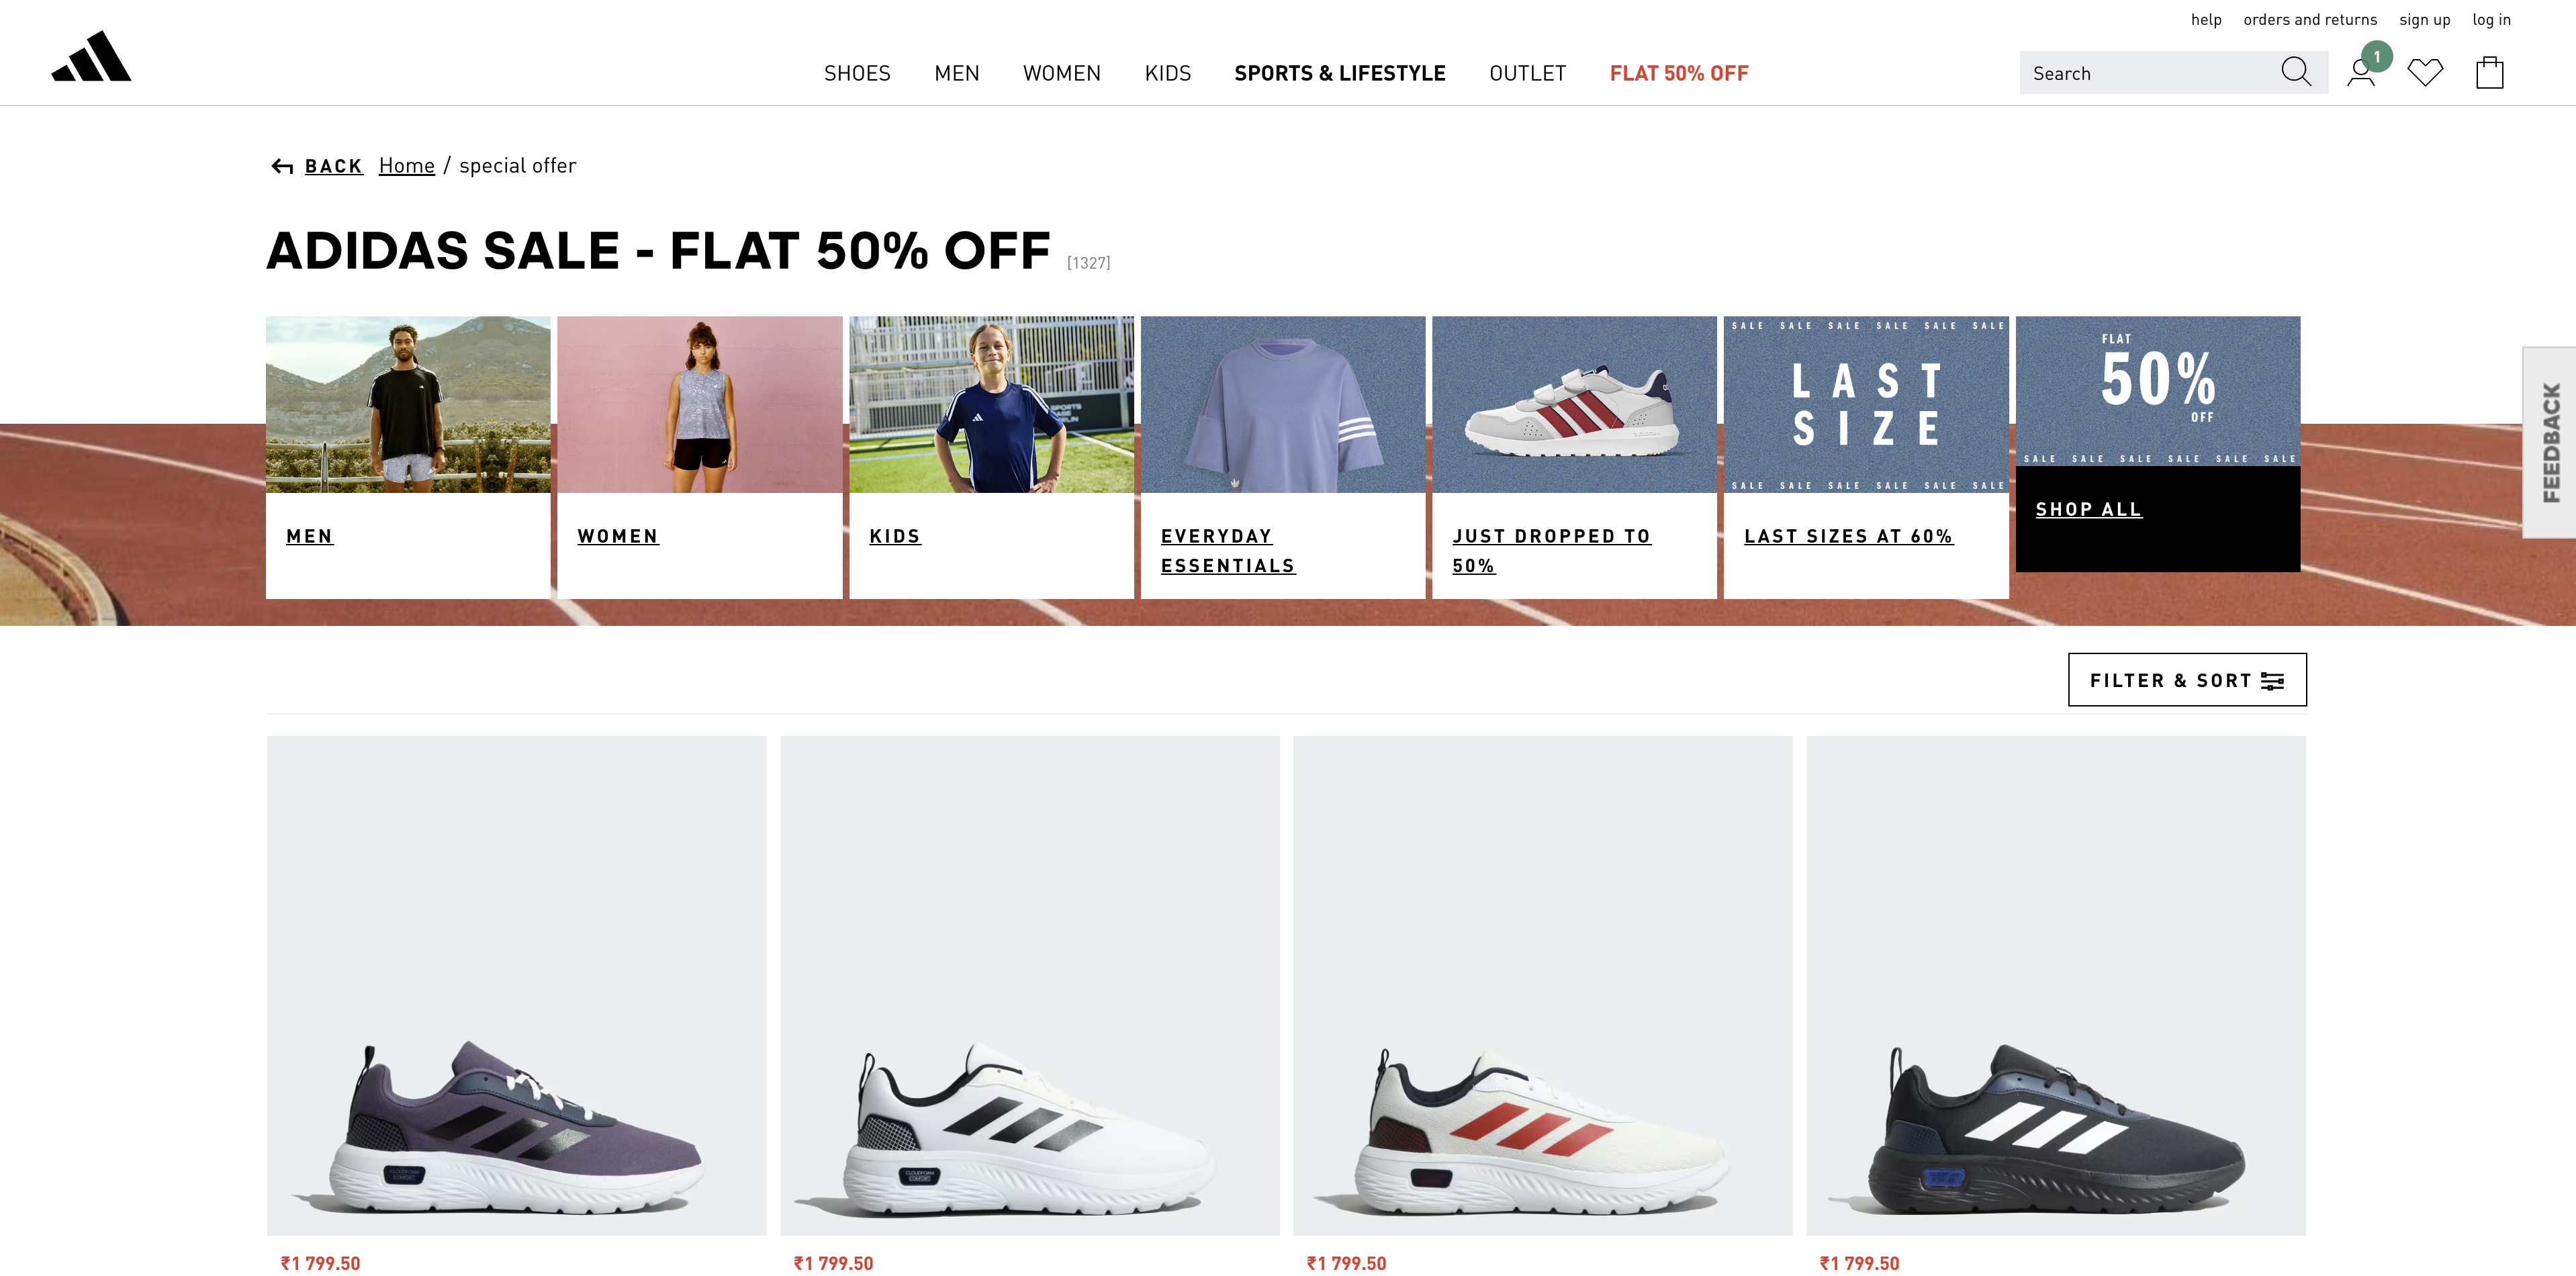 help orders and returns sign up log in
SHOES MEN WOMEN KIDS SPORTS & LIFESTYLE OUTLET FLAT 50% OFF
Search
1
BACK Home / special offer
ADIDAS SALE - FLAT 50% OFF [1327]
SALE SALE SALE SALE SALE SALE
LAST
SIZE
SALE SALE SALE SALE SALE SALE
FLAT
50%
OFF
SALE SALE SALE SALE SALE SALE
MEN
WOMEN
KIDS
EVERYDAY
ESSENTIALS
JUST DROPPED TO
50%
LAST SIZES AT 60%
SHOP ALL
FEEDBACK
FILTER & SORT
CLOUDFOAM
COMFORT
CLOUDFOAM
COMFORT
₹1 799.50
₹1 799.50
₹1 799.50
₹1 799.50